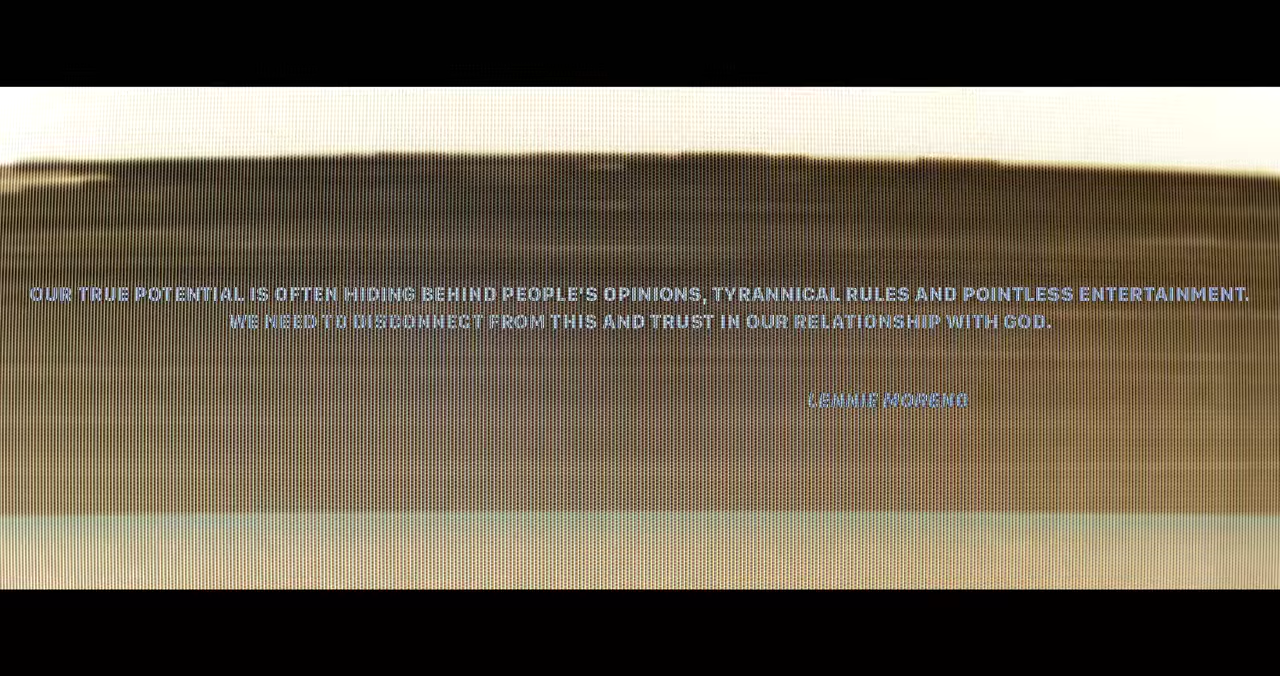 OUR TRUE POTENTIAL IS OFTEN HIDING BEHIND PEOPLE'S OPINIONS, TYRANNICAL RULES AND POINTLESS ENTERTAINMENT.
WE NEED TO DISCONNECT FROM THIS AND TRUST IN OUR RELATIONSHIP WITH GOD.
LENNIE MORENO